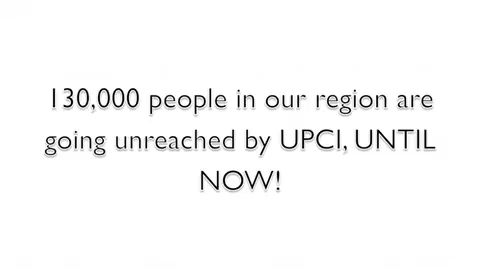 130,000 people in our region are
going unreached by UPCI, UNTIL
NOW!